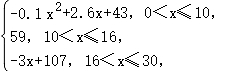 -0.1x²+2.6x+43, 0<x≤10,
59, 10<x≤16,
-3x+107, 16<x≤30,